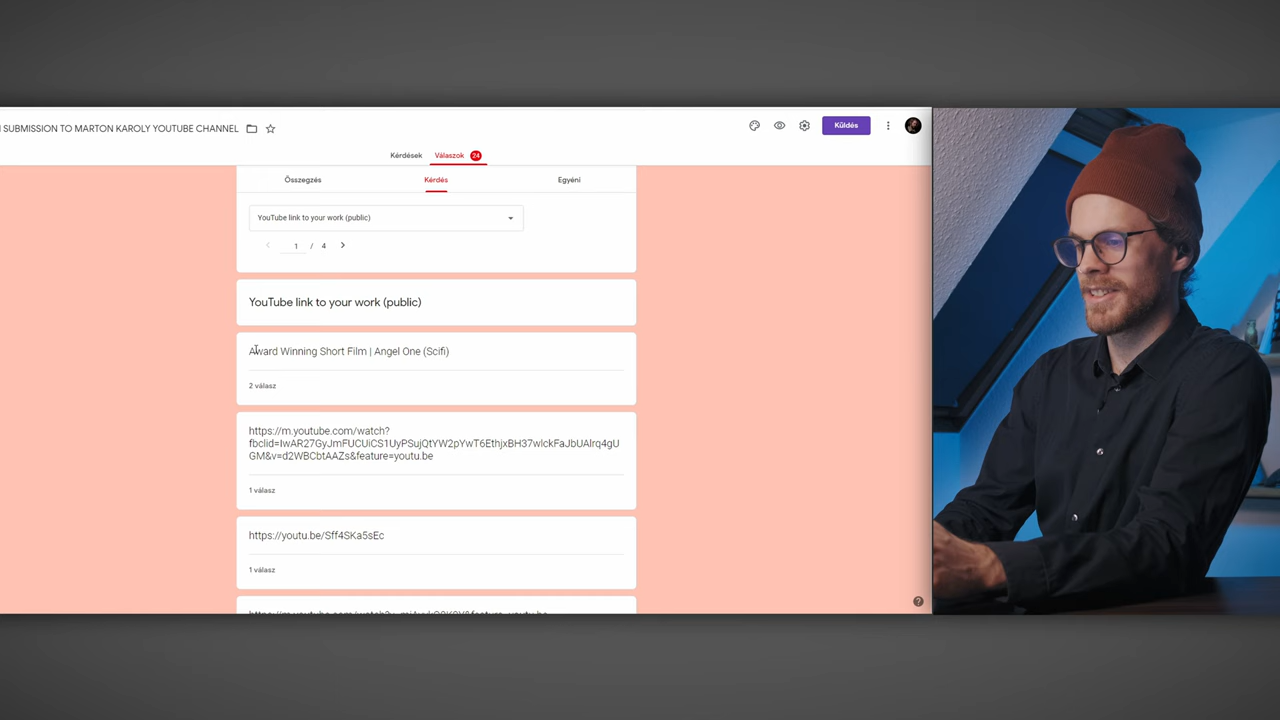 SUBMISSION TO MARTON KAROLY YOUTUBE CHANNEL
Küldés
Kérdések Válaszok 24
Összegzés Kérdés Egyéni
YouTube link to your work (public)
1 / 4
YouTube link to your work (public)
Award Winning Short Film | Angel One (Scifi)
2 válasz
https://m.youtube.com/watch?
fbclid=IwAR27GyJmFUCUiCS1UyPSujQtYW2pYwT6EthjxBH37wlckFaJbUAlrq4gU
GM&v=d2WBCbtAAZs&feature=youtu.be
1 válasz
https://youtu.be/Sff4SKa5sEc
1 válasz